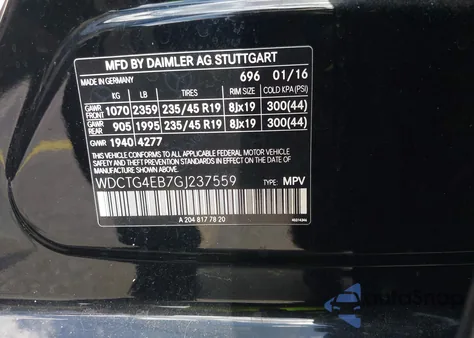 MFD BY DAIMLER AG STUTTGART
MADE IN GERMANY 696 01/16
KG LB TIRES RIM SIZE COLD KPA (PSI)
GAWR FRONT 1070 2359 235/45 R19 8Jx19 300(44)
GAWR REAR 905 1995 235/45 R19 8Jx19 300(44)
GVWR 1940 4277
THIS VEHICLE CONFORMS TO ALL APPLICABLE FEDERAL MOTOR VEHICLE SAFETY, BUMPER, AND THEFT PREVENTION STANDARDS IN EFFECT ON THE DATE OF MANUFACTURE SHOWN ABOVE.
WDCTG4EB7GJ237559 TYPE: MPV
A 204 817 78 20
AutoSnap